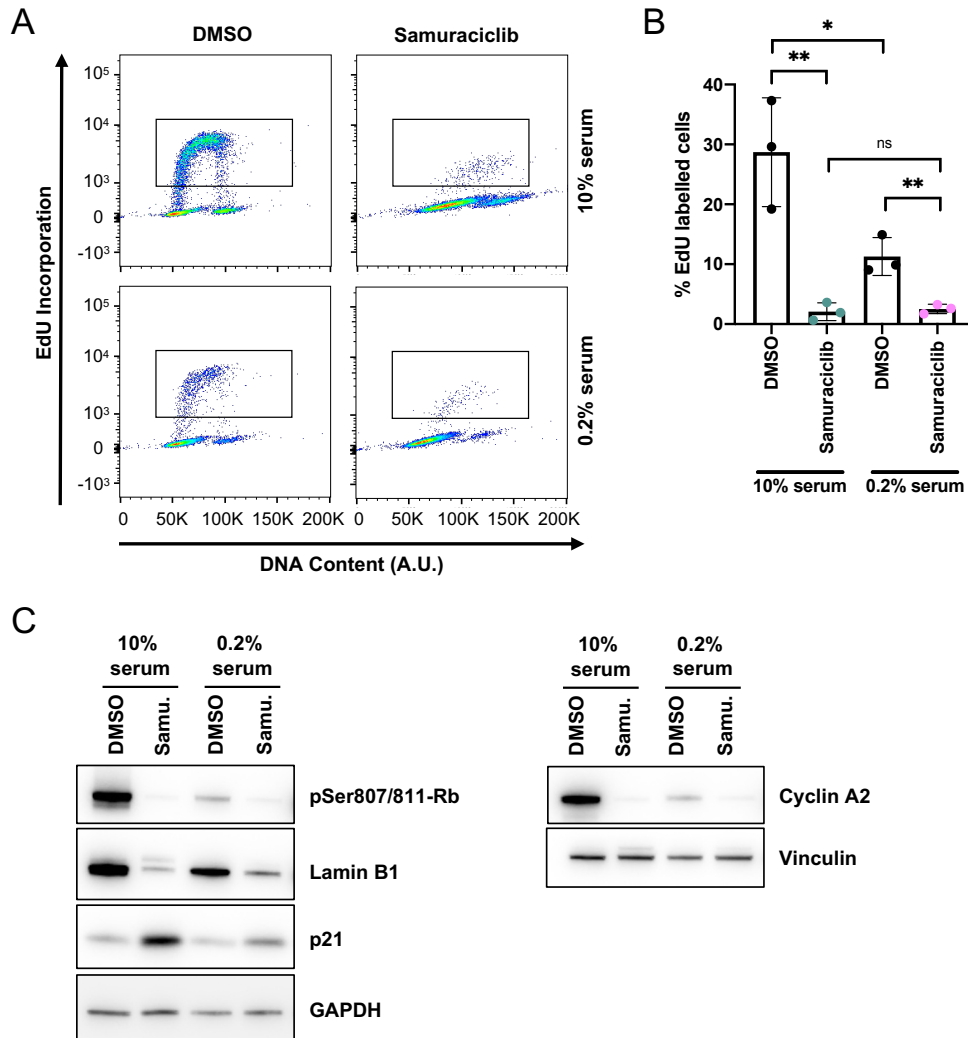 A
DMSO
Samuraciclib
EdU Incorporation
10⁵
10⁴
10³
0
-10³
10% serum
10⁵
10⁴
10³
0
-10³
0.2% serum
0 50K 100K 150K 200K
0 50K 100K 150K 200K
DNA Content (A.U.)
B
*
**
ns
**
% EdU labelled cells
40
30
20
10
0
DMSO
Samuraciclib
DMSO
Samuraciclib
10% serum
0.2% serum
C
10% serum
0.2% serum
DMSO
Samu.
DMSO
Samu.
pSer807/811-Rb
Lamin B1
p21
GAPDH
10% serum
0.2% serum
DMSO
Samu.
DMSO
Samu.
Cyclin A2
Vinculin